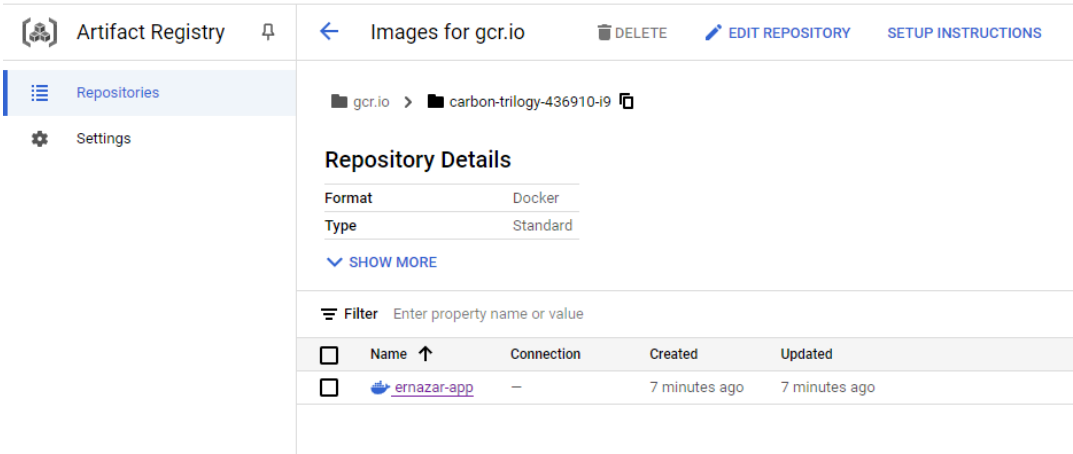 Artifact Registry
Images for gcr.io
DELETE
EDIT REPOSITORY
SETUP INSTRUCTIONS
Repositories
Settings
gcr.io > carbon-trilogy-436910-i9
Repository Details
Format Docker
Type Standard
SHOW MORE
Filter Enter property name or value
Name Connection Created Updated
ernazar-app – 7 minutes ago 7 minutes ago